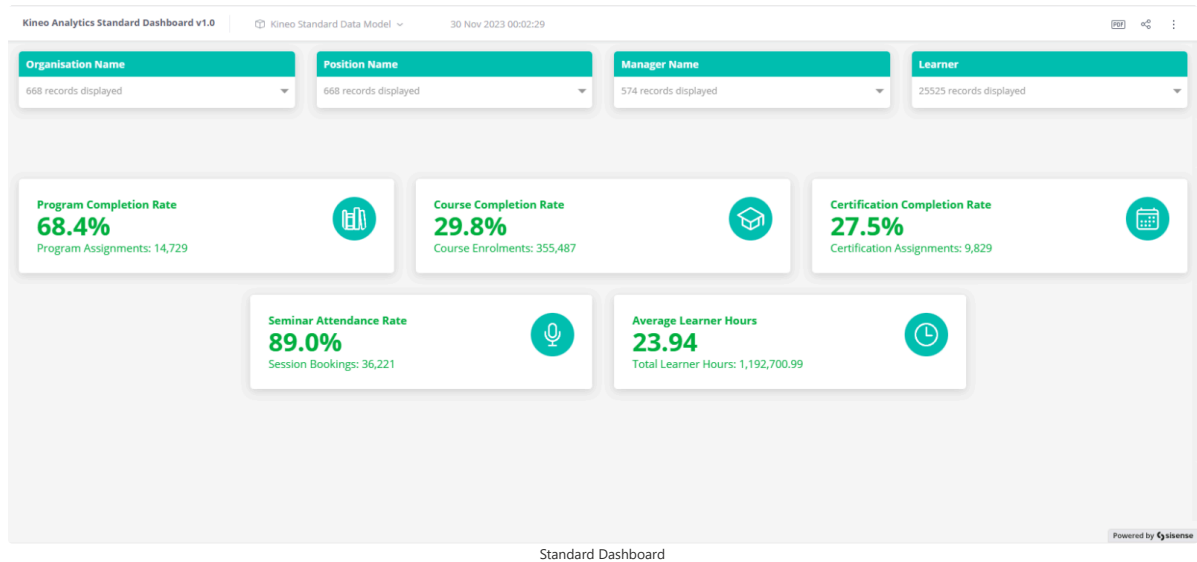 Kineo Analytics Standard Dashboard v1.0
Kineo Standard Data Model
30 Nov 2023 00:02:29
PDF
Organisation Name
668 records displayed
Position Name
668 records displayed
Manager Name
574 records displayed
Learner
25525 records displayed
Program Completion Rate
68.4%
Program Assignments: 14,729
Course Completion Rate
29.8%
Course Enrolments: 355,487
Certification Completion Rate
27.5%
Certification Assignments: 9,829
Seminar Attendance Rate
89.0%
Session Bookings: 36,221
Average Learner Hours
23.94
Total Learner Hours: 1,192,700.99
Powered by sisense
Standard Dashboard